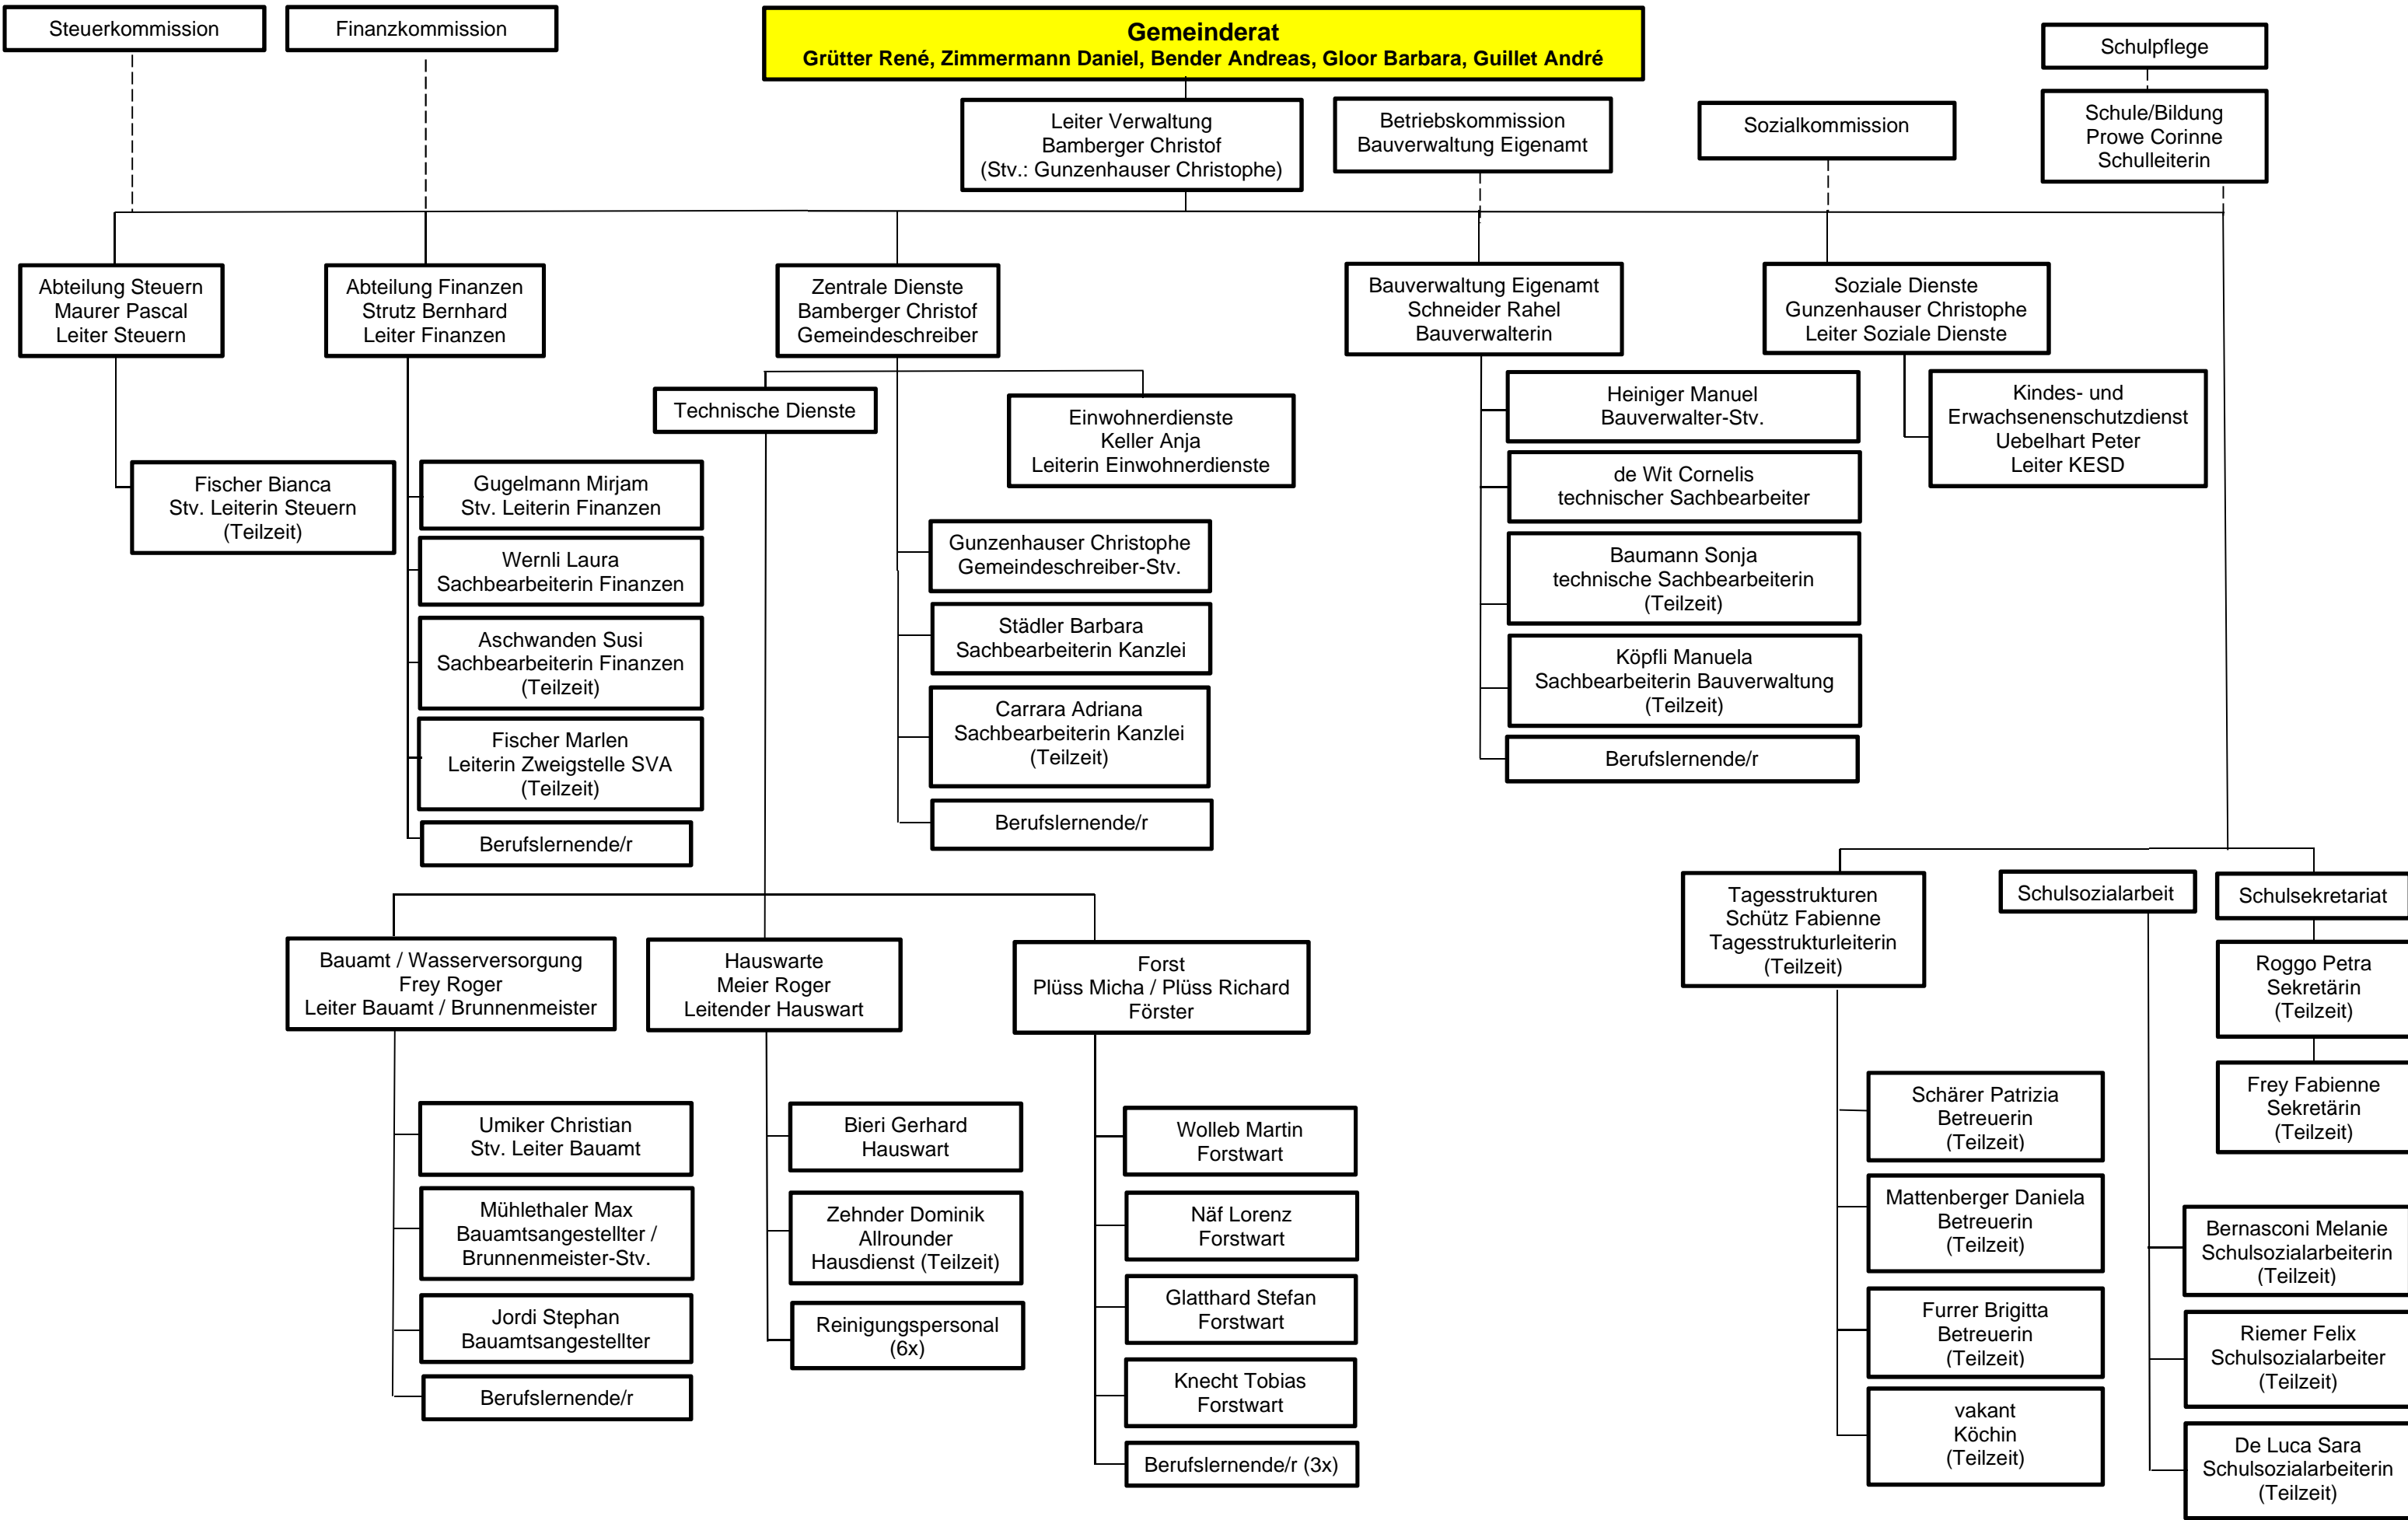 Steuerkommission
Finanzkommission
Gemeinderat
Grütter René, Zimmermann Daniel, Bender Andreas, Gloor Barbara, Guillet André
Schulpflege
Leiter Verwaltung
Bamberger Christof
(Stv.: Gunzenhauser Christophe)
Betriebskommission
Bauverwaltung Eigenamt
Sozialkommission
Schule/Bildung
Prowe Corinne
Schulleiterin
Abteilung Steuern
Maurer Pascal
Leiter Steuern
Abteilung Finanzen
Strutz Bernhard
Leiter Finanzen
Zentrale Dienste
Bamberger Christof
Gemeindeschreiber
Bauverwaltung Eigenamt
Schneider Rahel
Bauverwalterin
Soziale Dienste
Gunzenhauser Christophe
Leiter Soziale Dienste
Fischer Bianca
Stv. Leiterin Steuern
(Teilzeit)
Gugelmann Mirjam
Stv. Leiterin Finanzen
Wernli Laura
Sachbearbeiterin Finanzen
Aschwanden Susi
Sachbearbeiterin Finanzen
(Teilzeit)
Fischer Marlen
Leiterin Zweigstelle SVA
(Teilzeit)
Berufslernende/r
Technische Dienste
Einwohnerdienste
Keller Anja
Leiterin Einwohnerdienste
Gunzenhauser Christophe
Gemeindeschreiber-Stv.
Städler Barbara
Sachbearbeiterin Kanzlei
Carrara Adriana
Sachbearbeiterin Kanzlei
(Teilzeit)
Berufslernende/r
Heiniger Manuel
Bauverwalter-Stv.
de Wit Cornelis
technischer Sachbearbeiter
Baumann Sonja
technische Sachbearbeiterin
(Teilzeit)
Köpfli Manuela
Sachbearbeiterin Bauverwaltung
(Teilzeit)
Berufslernende/r
Kindes- und
Erwachsenenschutzdienst
Uebelhart Peter
Leiter KESD
Bauamt / Wasserversorgung
Frey Roger
Leiter Bauamt / Brunnenmeister
Umiker Christian
Stv. Leiter Bauamt
Mühlethaler Max
Bauamtsangestellter /
Brunnenmeister-Stv.
Jordi Stephan
Bauamtsangestellter
Berufslernende/r
Hauswarte
Meier Roger
Leitender Hauswart
Bieri Gerhard
Hauswart
Zehnder Dominik
Allrounder
Hausdienst (Teilzeit)
Reinigungspersonal
(6x)
Forst
Plüss Micha / Plüss Richard
Förster
Wolleb Martin
Forstwart
Näf Lorenz
Forstwart
Glatthard Stefan
Forstwart
Knecht Tobias
Forstwart
Berufslernende/r (3x)
Tagesstrukturen
Schütz Fabienne
Tagesstrukturleiterin
(Teilzeit)
Schärer Patrizia
Betreuerin
(Teilzeit)
Mattenberger Daniela
Betreuerin
(Teilzeit)
Furrer Brigitta
Betreuerin
(Teilzeit)
vakant
Köchin
(Teilzeit)
Schulsozialarbeit
Schulsekretariat
Roggo Petra
Sekretärin
(Teilzeit)
Frey Fabienne
Sekretärin
(Teilzeit)
Bernasconi Melanie
Schulsozialarbeiterin
(Teilzeit)
Riemer Felix
Schulsozialarbeiter
(Teilzeit)
De Luca Sara
Schulsozialarbeiterin
(Teilzeit)